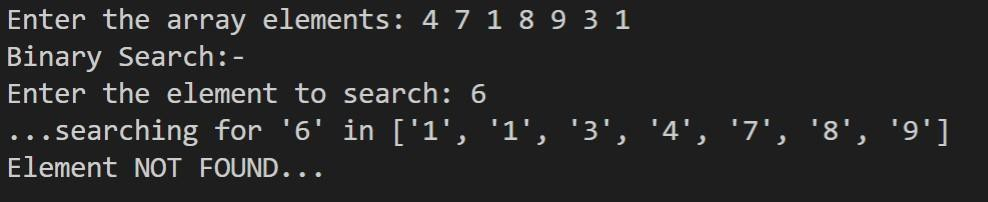 Enter the array elements: 4 7 1 8 9 3 1
Binary Search:-
Enter the element to search: 6
...searching for '6' in ['1', '1', '3', '4', '7', '8', '9']
Element NOT FOUND...